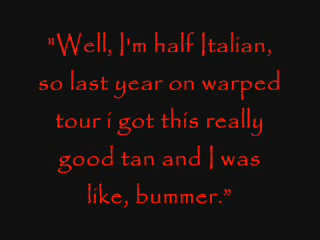 "Well, I'm half Italian,
so last year on warped
tour i got this really
good tan and I was
like, bummer.”